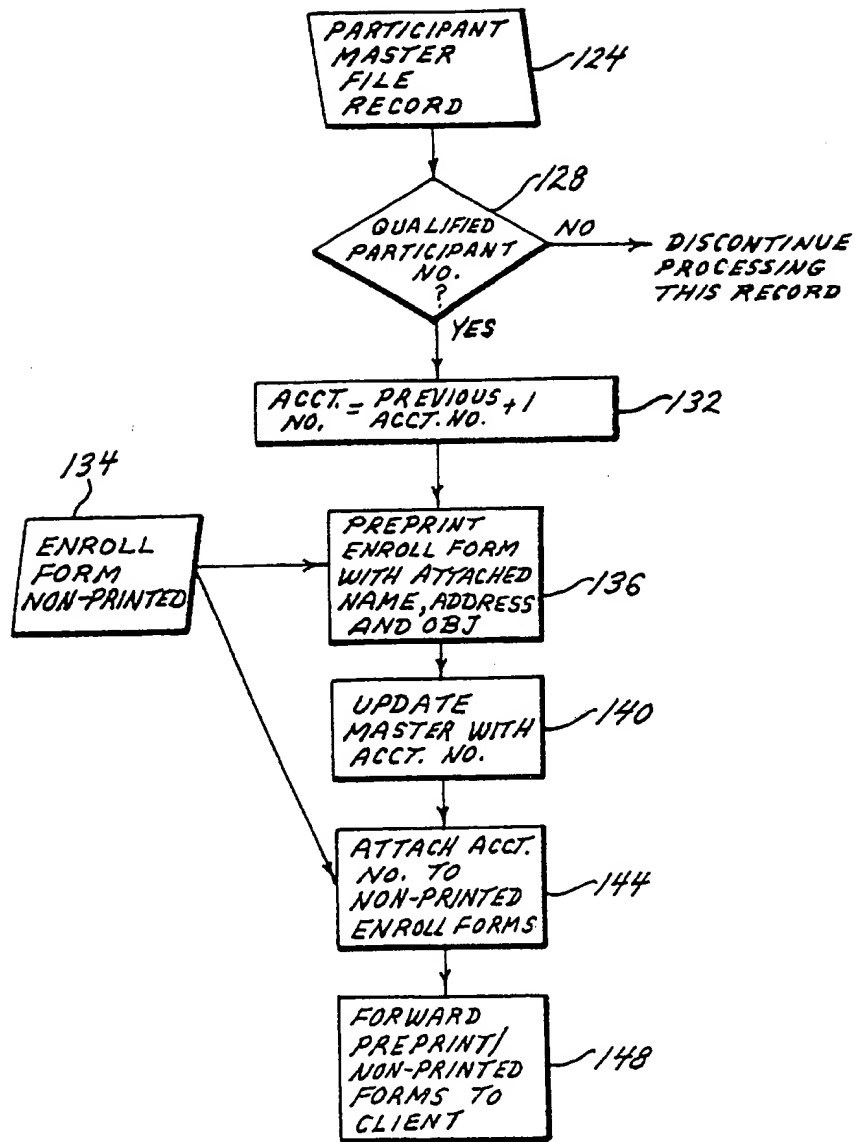 PARTICIPANT
MASTER
FILE
RECORD
124
128
QUALIFIED
PARTICIPANT
NO.
?
NO
DISCONTINUE
PROCESSING
THIS RECORD
YES
ACCT. = PREVIOUS + 1
NO. ACCT. NO.
132
134
ENROLL
FORM
NON-PRINTED
PREPRINT
ENROLL FORM
WITH ATTACHED
NAME, ADDRESS
AND OBJ
136
UPDATE
MASTER WITH
ACCT. NO.
140
ATTACH ACCT.
NO. TO
NON-PRINTED
ENROLL FORMS
144
FORWARD
PREPRINT/
NON-PRINTED
FORMS TO
CLIENT
148